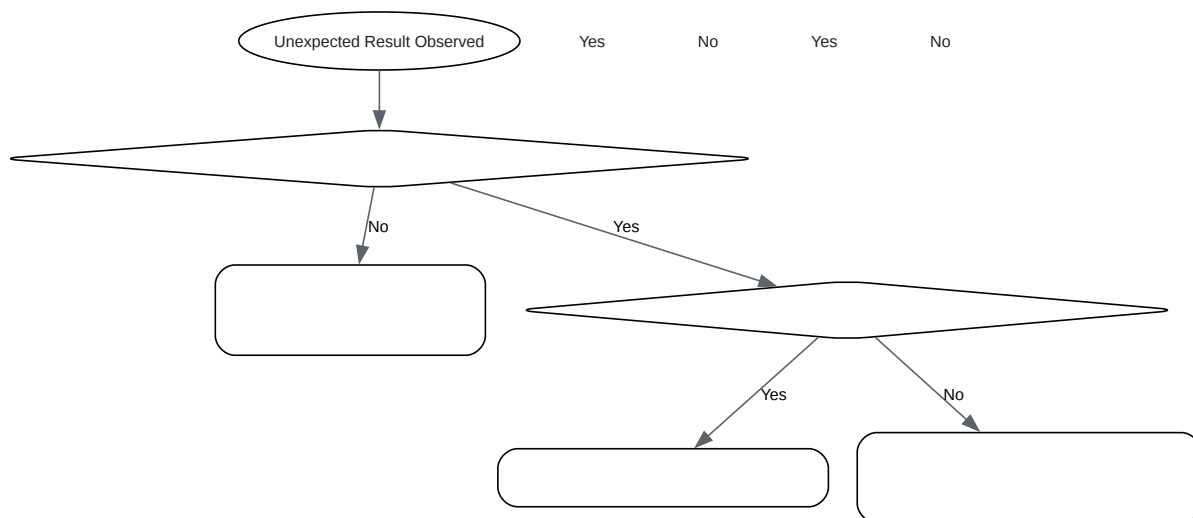 Unexpected Result Observed
Yes
No
Yes
No
No
Yes
Yes
No